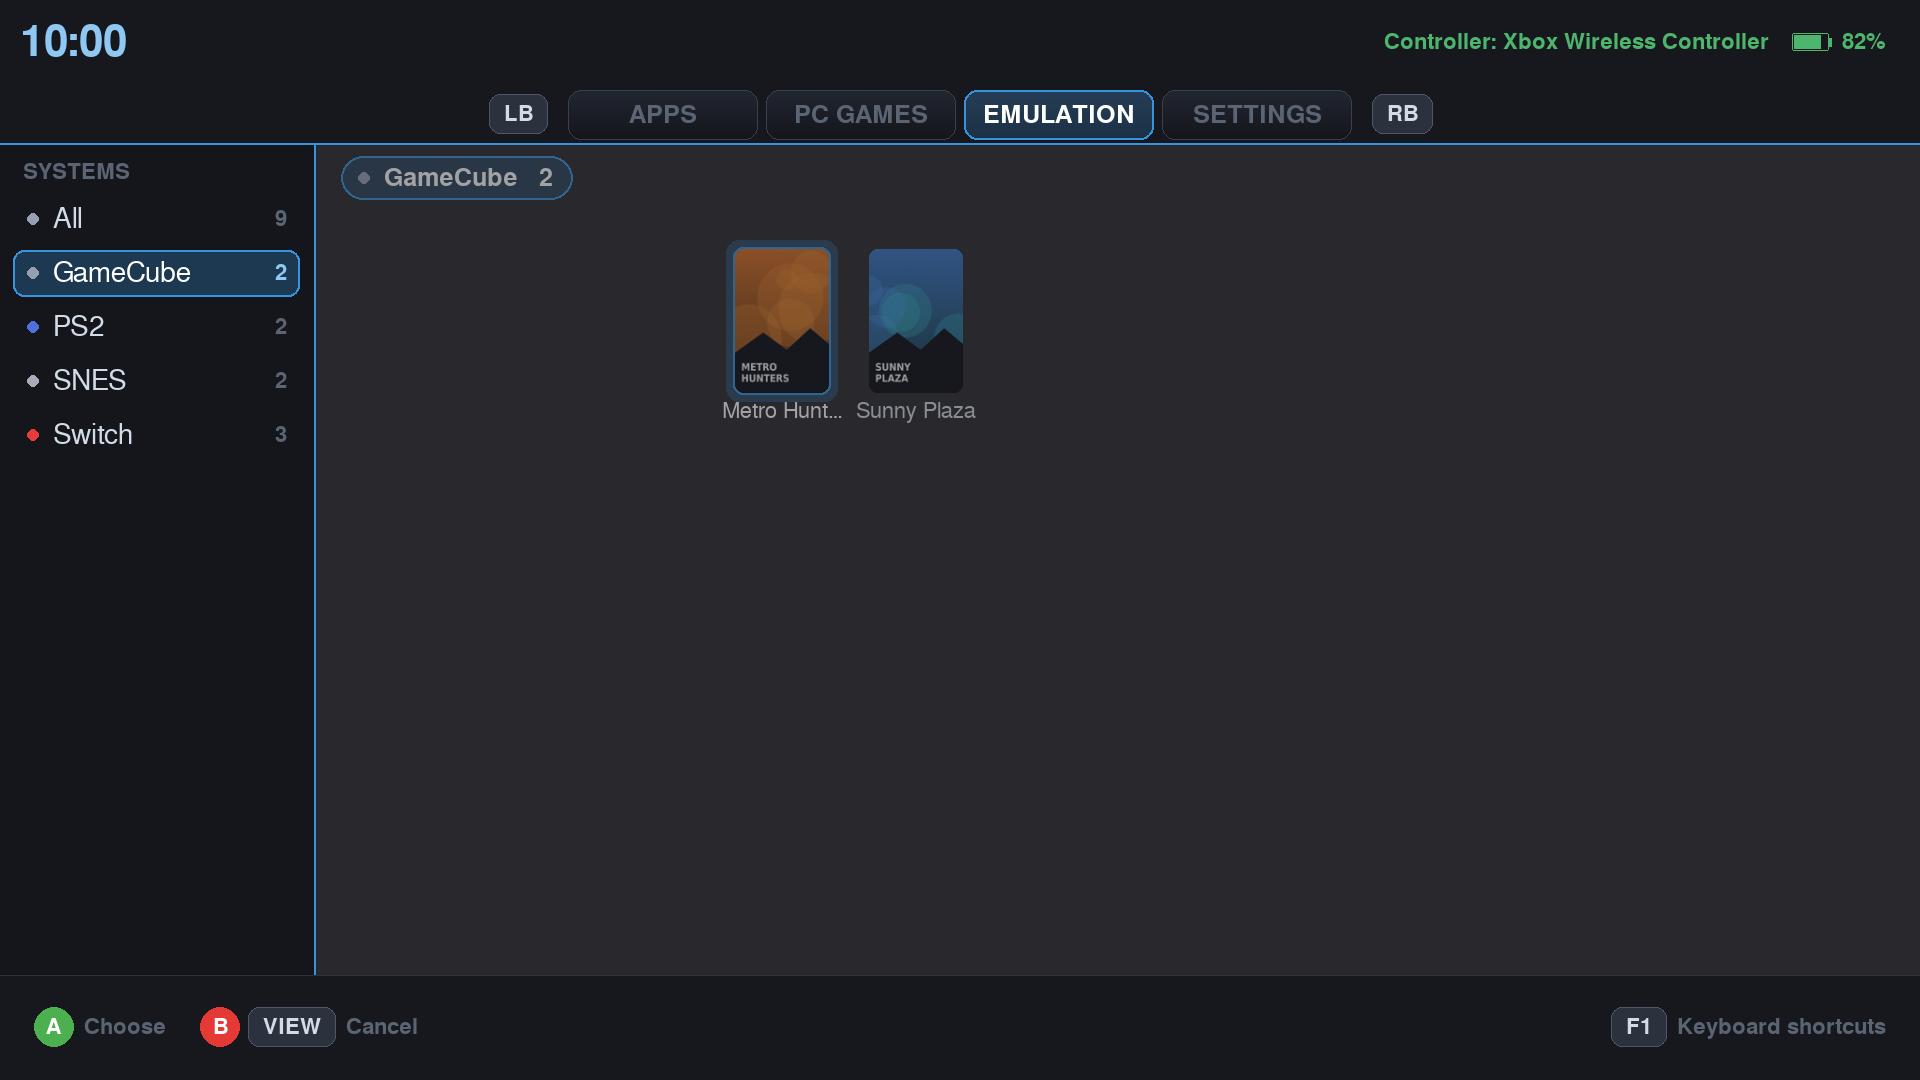 10:00
Controller: Xbox Wireless Controller 82%
LB APPS PC GAMES EMULATION SETTINGS RB
SYSTEMS
All 9
GameCube 2
PS2 2
SNES 2
Switch 3
GameCube 2
METRO
HUNTERS
SUNNY
PLAZA
Metro Hunt... Sunny Plaza
A Choose B VIEW Cancel F1 Keyboard shortcuts